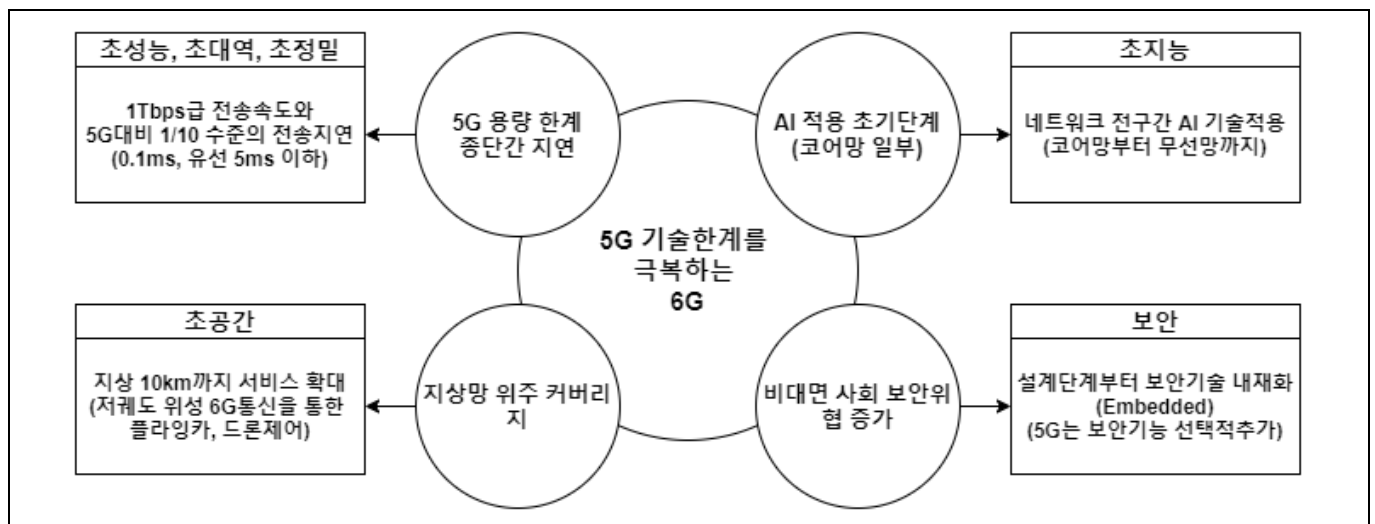 초성능, 초대역, 초정밀
1Tbps급 전송속도와
5G대비 1/10 수준의 전송지연
(0.1ms, 유선 5ms 이하)
5G 용량 한계
종단간 지연
AI 적용 초기단계
(코어망 일부)
초지능
네트워크 전구간 AI 기술적용
(코어망부터 무선망까지)
5G 기술한계를
극복하는
6G
초공간
지상 10km까지 서비스 확대
(저궤도 위성 6G통신을 통한
플라잉카, 드론제어)
지상망 위주 커버리
지
비대면 사회 보안위
협 증가
보안
설계단계부터 보안기술 내재화
(Embedded)
(5G는 보안기능 선택적추가)